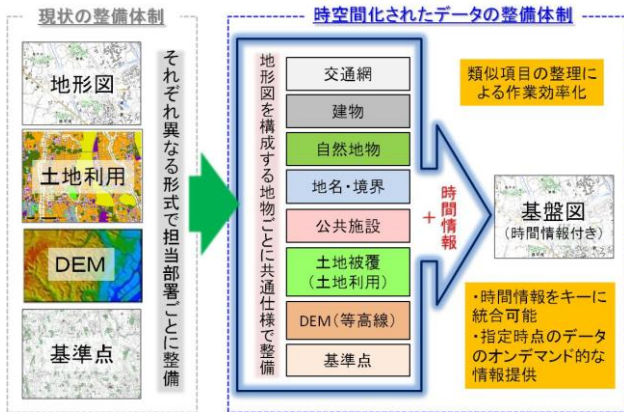 現状の整備体制
地形図
土地利用
DEM
基準点
それぞれ異なる形式で担当部署ごとに整備
時空間化されたデータの整備体制
地形図を構成する地物ごとに共通仕様で整備
交通網
建物
自然地物
地名・境界
公共施設
土地被覆
(土地利用)
DEM(等高線)
基準点
+
時間情報
類似項目の整理に
よる作業効率化
基盤図
(時間情報付き)
・時間情報をキーに
統合可能
・指定時点のデータ
のオンデマンド的な
情報提供